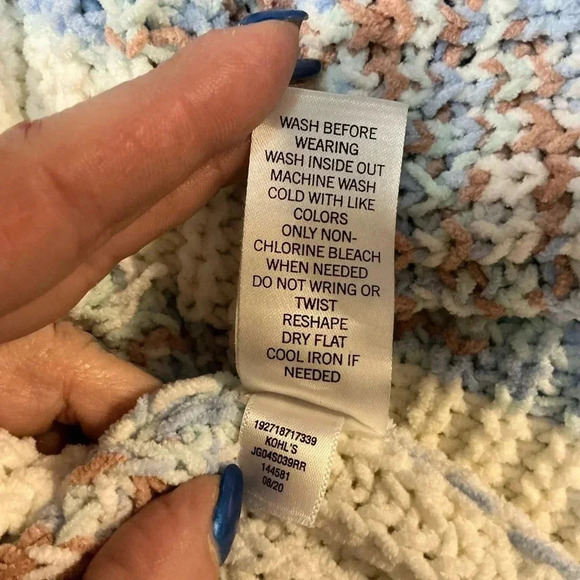 WASH BEFORE
WEARING
WASH INSIDE OUT
MACHINE WASH
COLD WITH LIKE
COLORS
ONLY NON-
CHLORINE BLEACH
WHEN NEEDED
DO NOT WRING OR
TWIST
RESHAPE
DRY FLAT
COOL IRON IF
NEEDED
192718717339
KOHL'S
JG04S039RR
144581
08/20